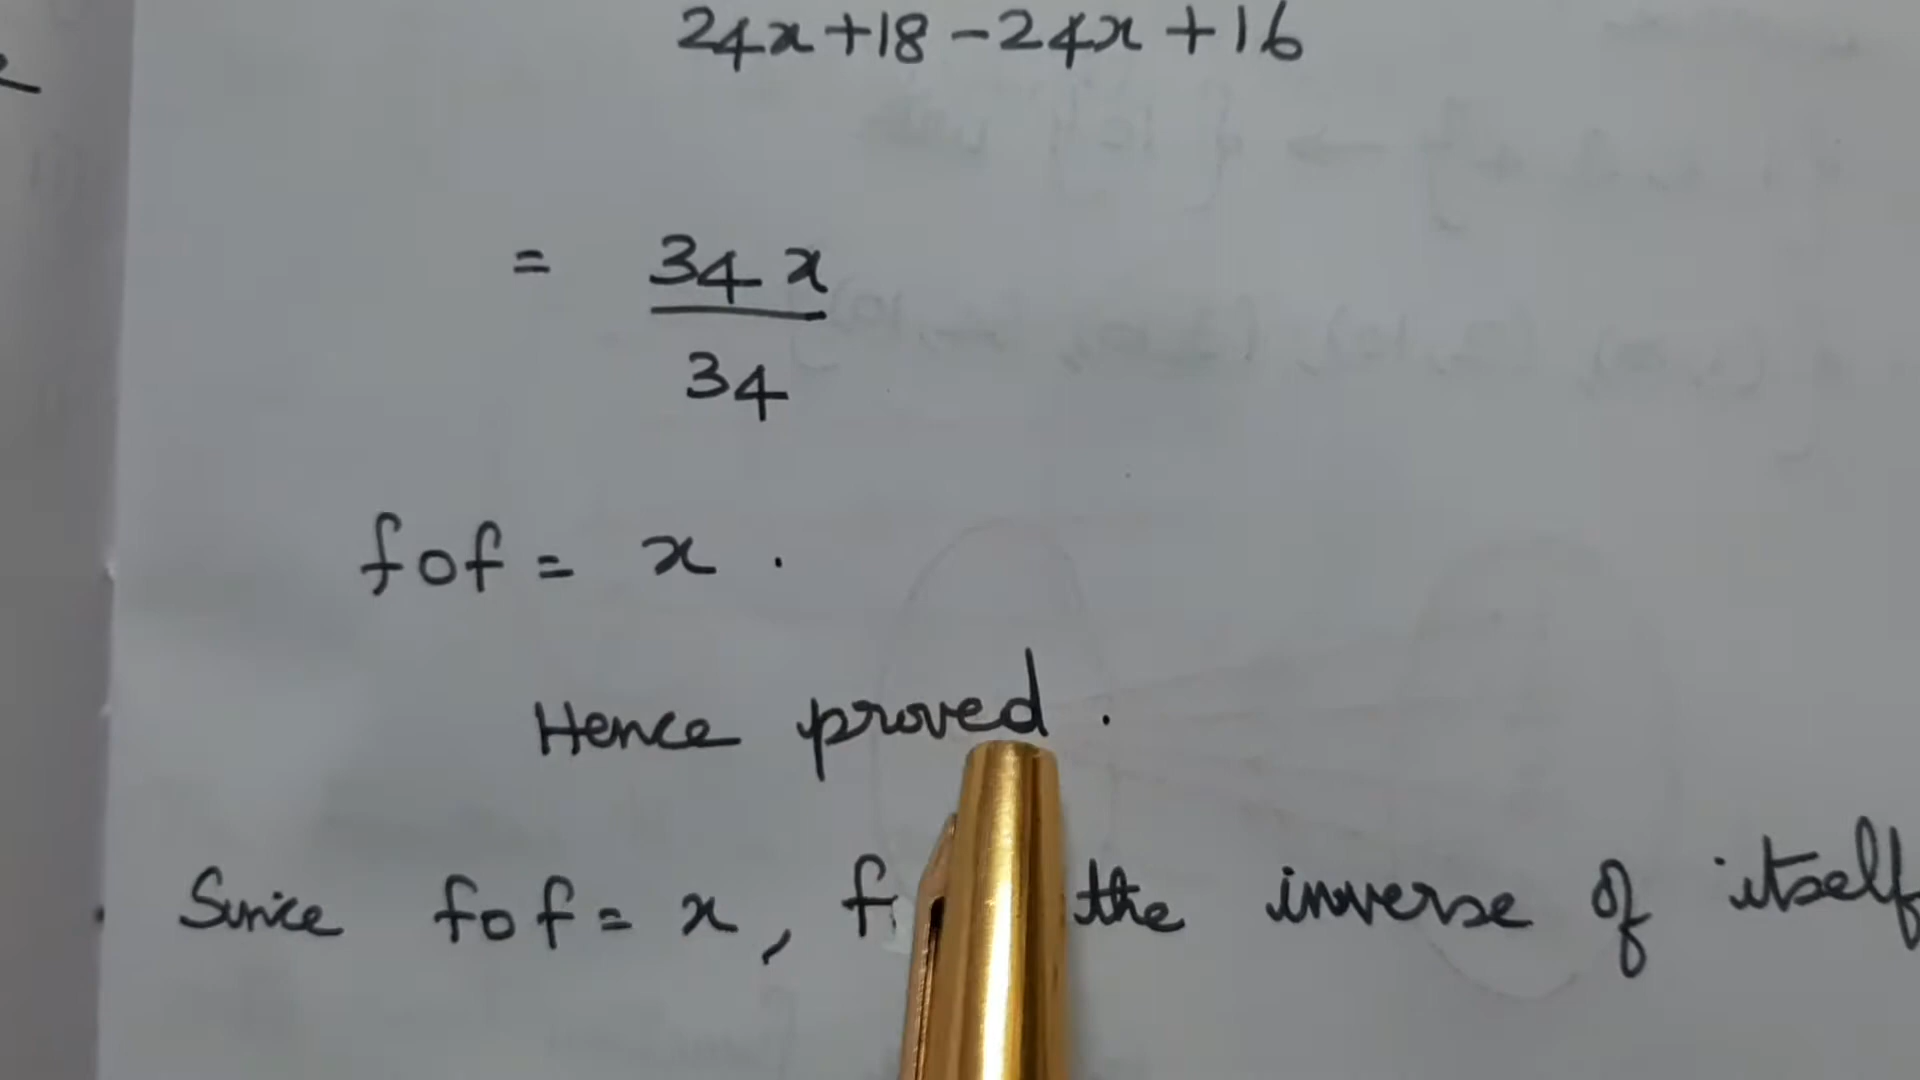 24x+18-24x+16
= 34x
34
fof = x .
Hence proved .
. Since fof = x, f the inverse of itself